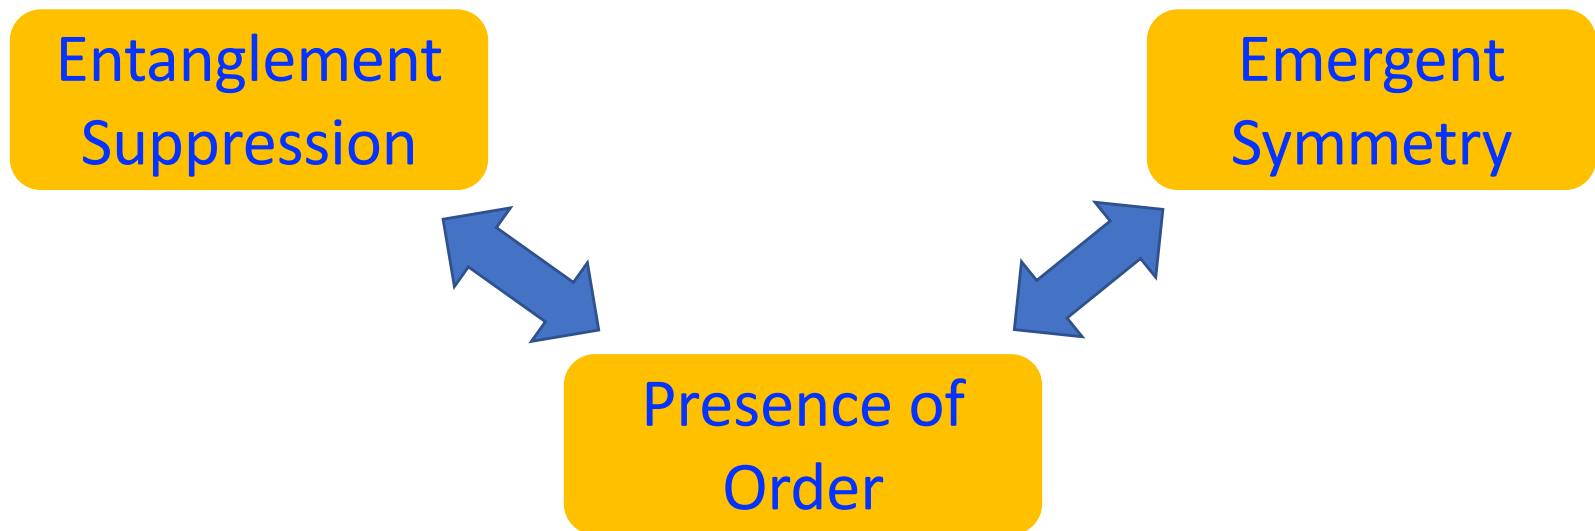 Entanglement
Suppression
Emergent
Symmetry
Presence of
Order